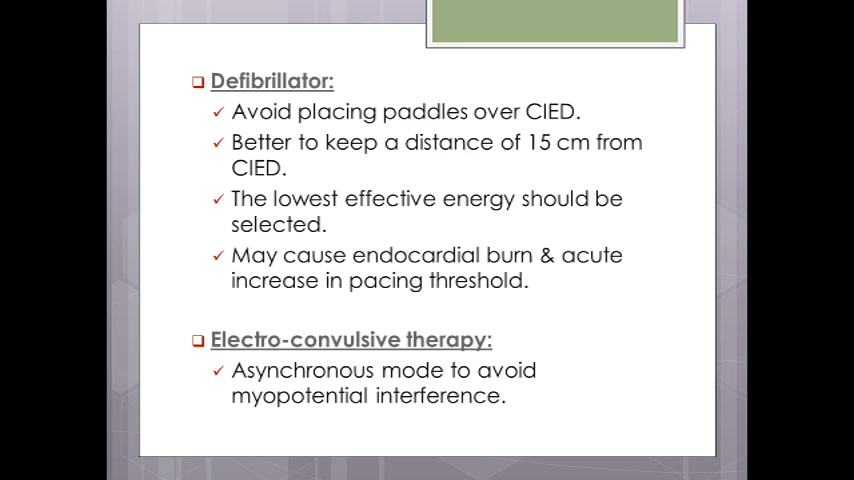 Defibrillator:
Avoid placing paddles over CIED.
Better to keep a distance of 15 cm from
CIED.
The lowest effective energy should be
selected.
May cause endocardial burn & acute
increase in pacing threshold.
Electro-convulsive therapy:
Asynchronous mode to avoid
myopotential interference.